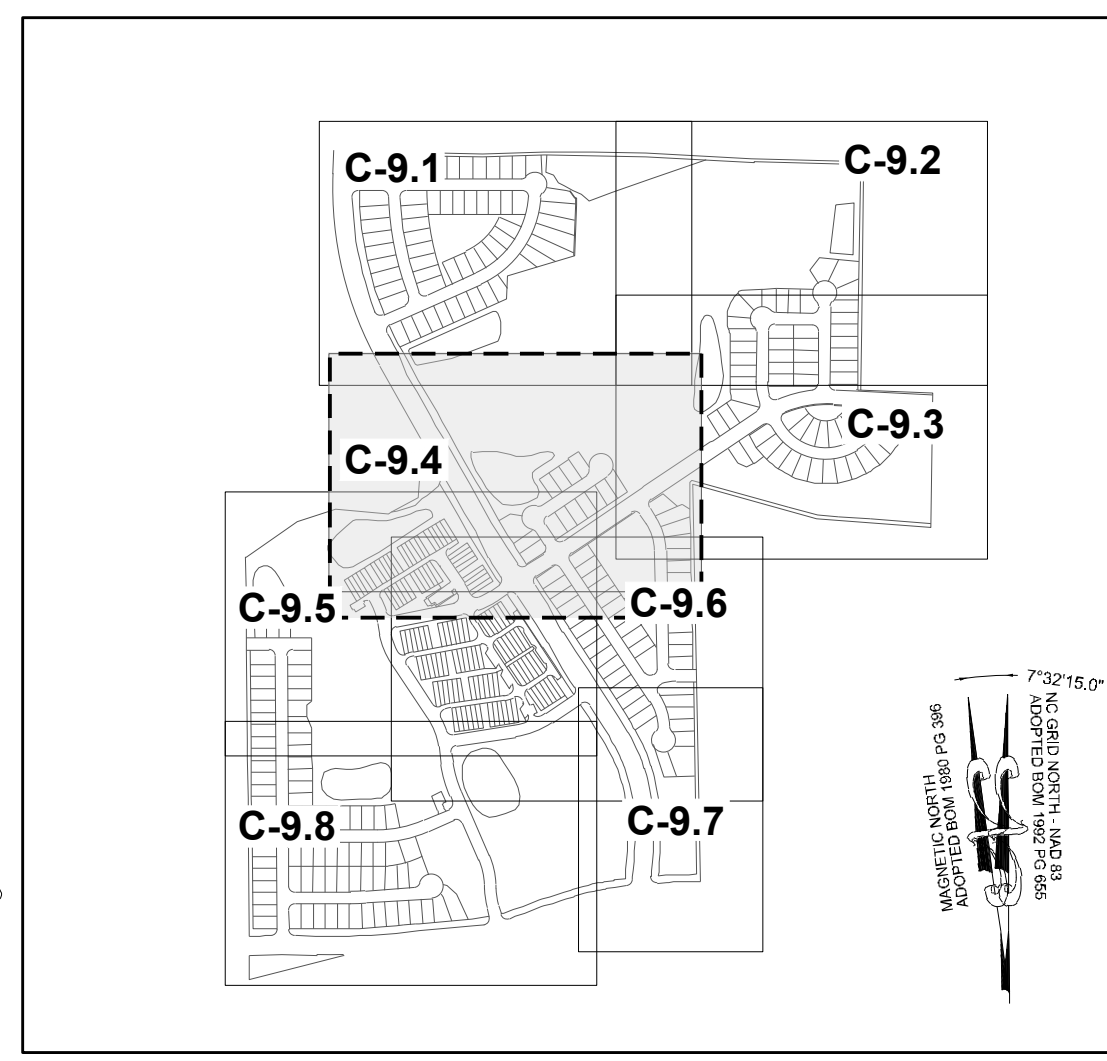 C-9.1
C-9.2
C-9.3
C-9.4
C-9.5
C-9.6
C-9.7
C-9.8
7°32'15.0"
MAGNETIC NORTH
ADOPTED BOM 1980 PG 396
NC GRID NORTH - NAD 83
ADOPTED BOM 1992 PG 655